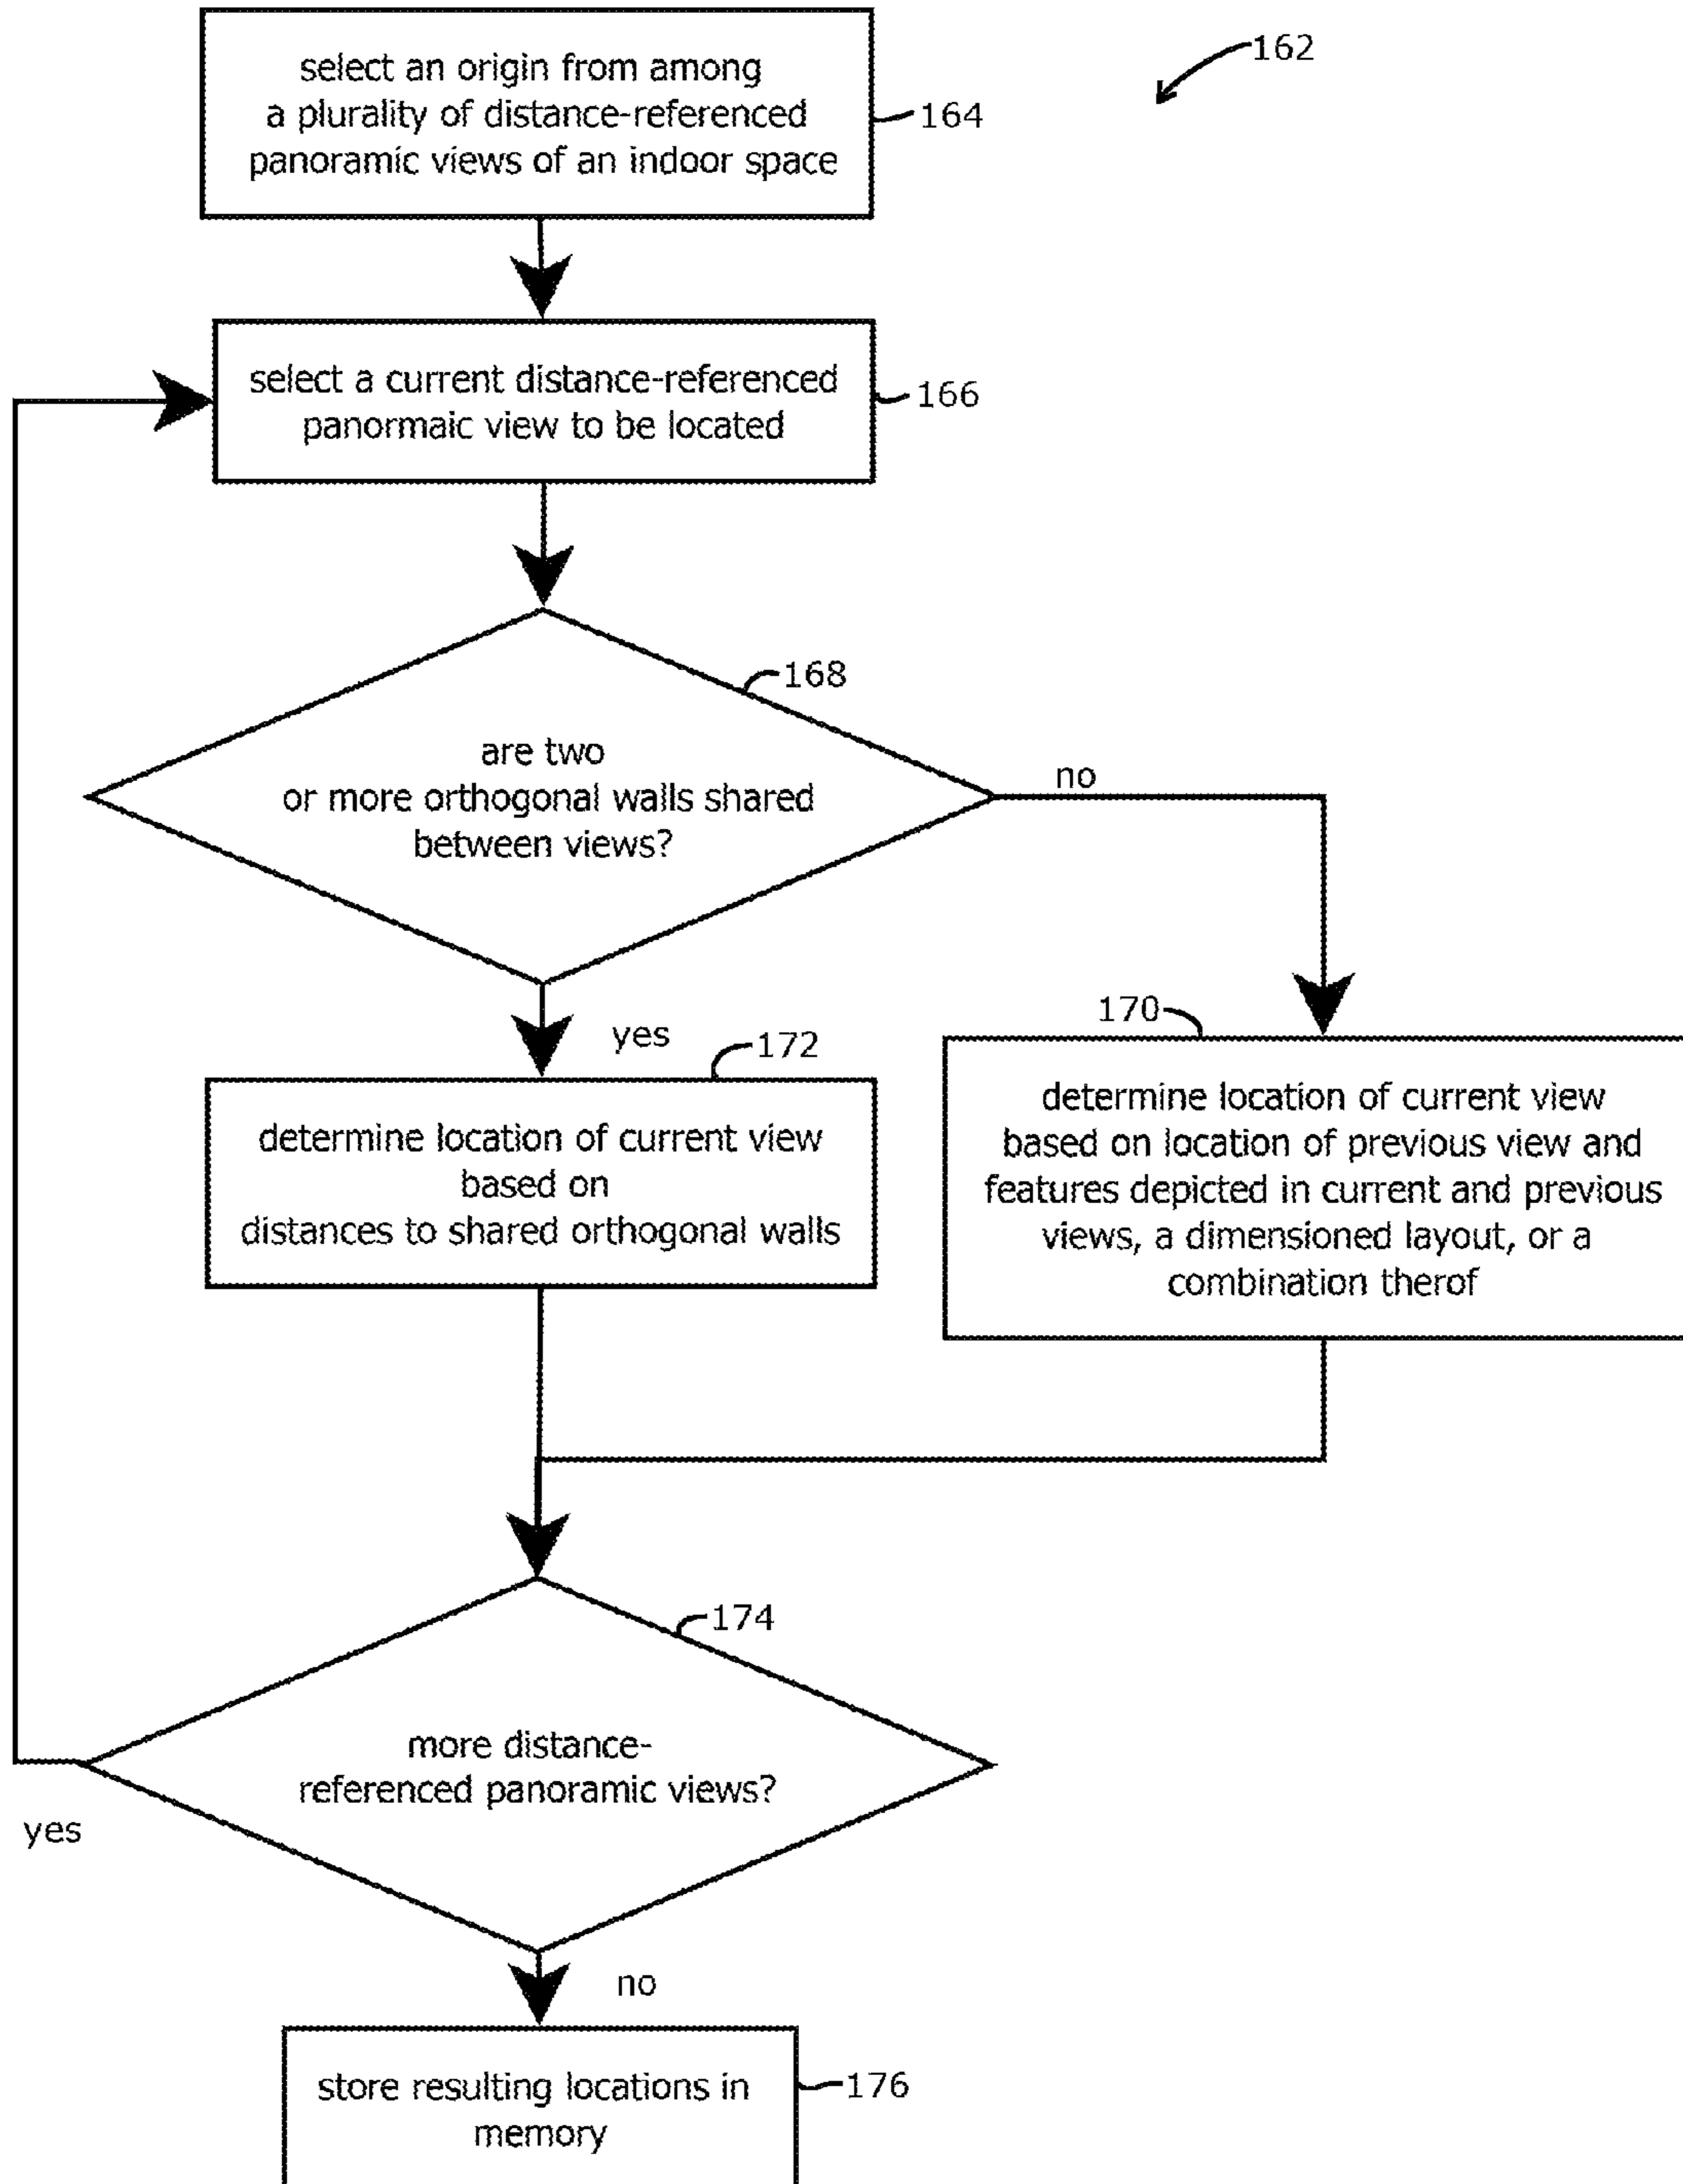 select an origin from among
a plurality of distance-referenced
panoramic views of an indoor space
164
162
select a current distance-referenced
panormaic view to be located
166
168
are two
or more orthogonal walls shared
between views?
no
yes
172
determine location of current view
based on
distances to shared orthogonal walls
170
determine location of current view
based on location of previous view and
features depicted in current and previous
views, a dimensioned layout, or a
combination therof
174
more distance-
referenced panoramic views?
yes
no
store resulting locations in
memory
176